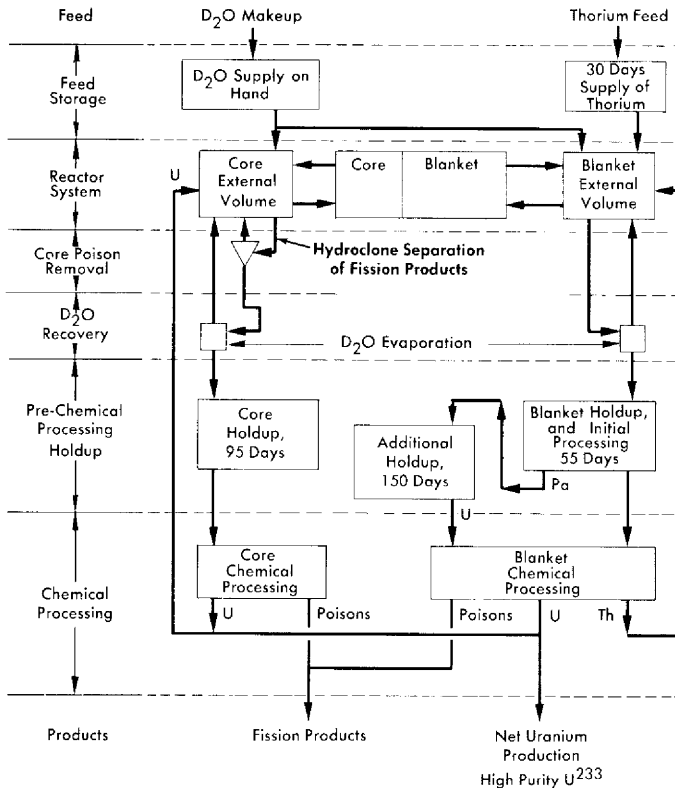 Feed
D2O Makeup
Thorium Feed
Feed
Storage
D2O Supply on
Hand
30 Days
Supply of
Thorium
Reactor
System
U
Core
External
Volume
Core
Blanket
Blanket
External
Volume
Core Poison
Removal
Hydroclone Separation
of Fission Products
D2O
Recovery
D2O Evaporation
Pre-Chemical
Processing
Holdup
Core
Holdup,
95 Days
Additional
Holdup,
150 Days
Blanket Holdup,
and Initial
Processing
55 Days
Pa
U
Chemical
Processing
Core
Chemical
Processing
Blanket
Chemical
Processing
U
Poisons
Poisons
U
Th
Products
Fission Products
Net Uranium
Production
High Purity U233